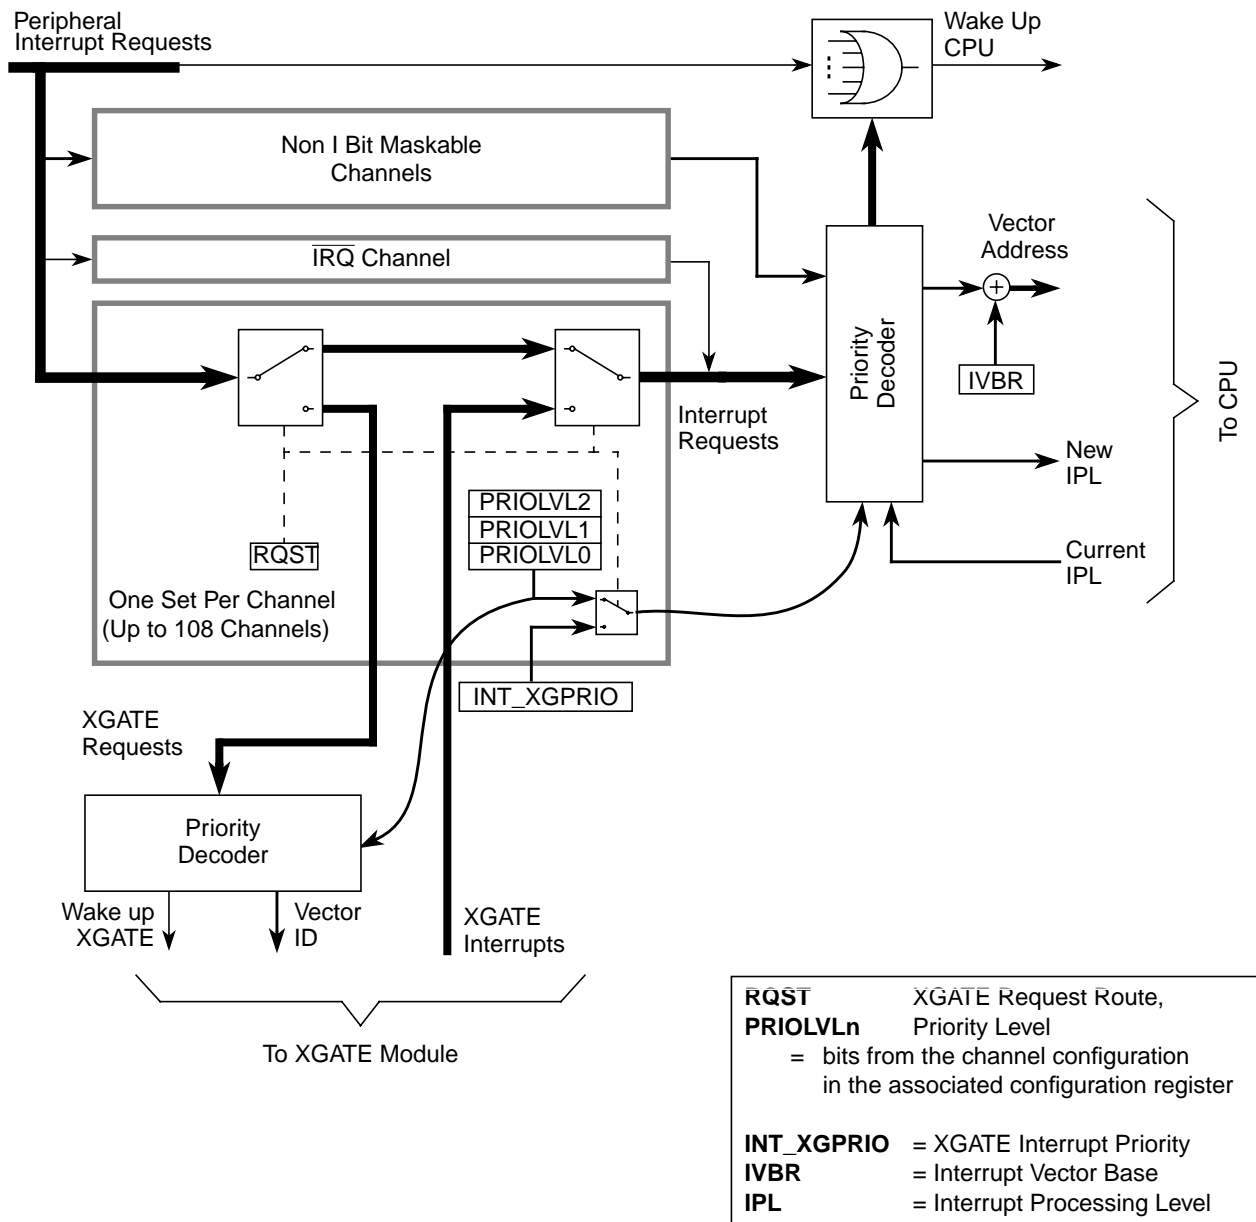 Peripheral
Interrupt Requests
Wake Up
CPU
Non I Bit Maskable
Channels
IRQ Channel
Vector
Address
+
IVBR
Priority
Decoder
To CPU
Interrupt
Requests
New
IPL
PRIOLVL2
PRIOLVL1
PRIOLVL0
RQST
Current
IPL
One Set Per Channel
(Up to 108 Channels)
INT_XGPRIO
XGATE
Requests
Priority
Decoder
Wake up
XGATE
Vector
ID
XGATE
Interrupts
To XGATE Module
RQST XGATE Request Route,
PRIOLVLn Priority Level
= bits from the channel configuration
in the associated configuration register
INT_XGPRIO = XGATE Interrupt Priority
IVBR = Interrupt Vector Base
IPL = Interrupt Processing Level